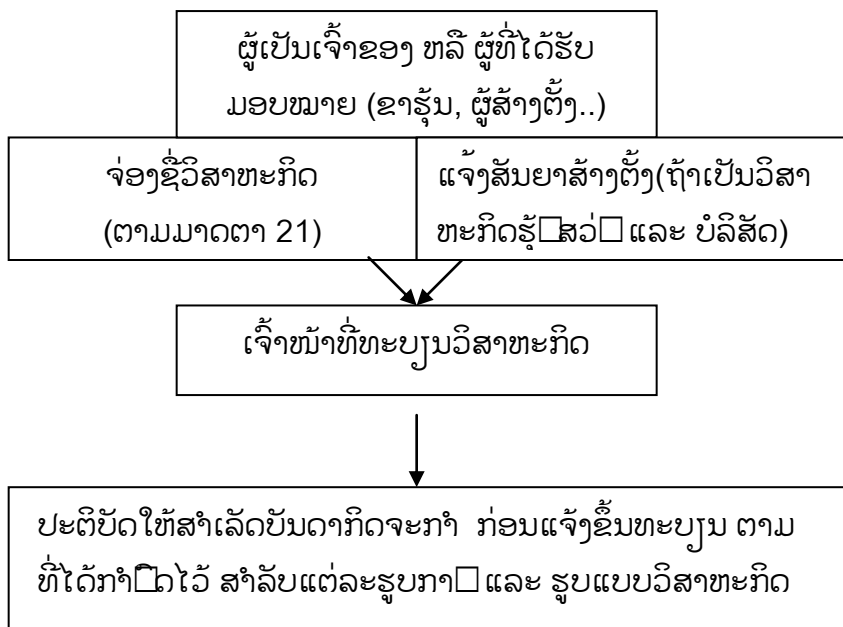 ຜູ້ເປັນເຈົ້າຂອງ ຫລື ຜູ້ທີ່ໄດ້ຮັບ
ມອບໝາຍ (ຂາຮຸ້ນ, ຜູ້ສ້າງຕັ້ງ..)
ຈ່ອງຊື່ວິສາຫະກິດ
(ຕາມມາດຕາ 21)
ແຈ້ງສັນຍາສ້າງຕັ້ງ(ຖ້າເປັນວິສາ
ຫະກິດ ແລະ ບໍລິສັດ)
ເຈົ້າໜ້າທີ່ທະບຽນວິສາຫະກິດ
ປະຕິບັດໃຫ້ສຳເລັດບັນດາກິດຈະກຳ ກ່ອນແຈ້ງຂຶ້ນທະບຽນ ຕາມ
ທີ່ໄດ້ ສຳລັບແຕ່ລະຮູບ ແລະ ຮູບແບບວິສາຫະກິດ